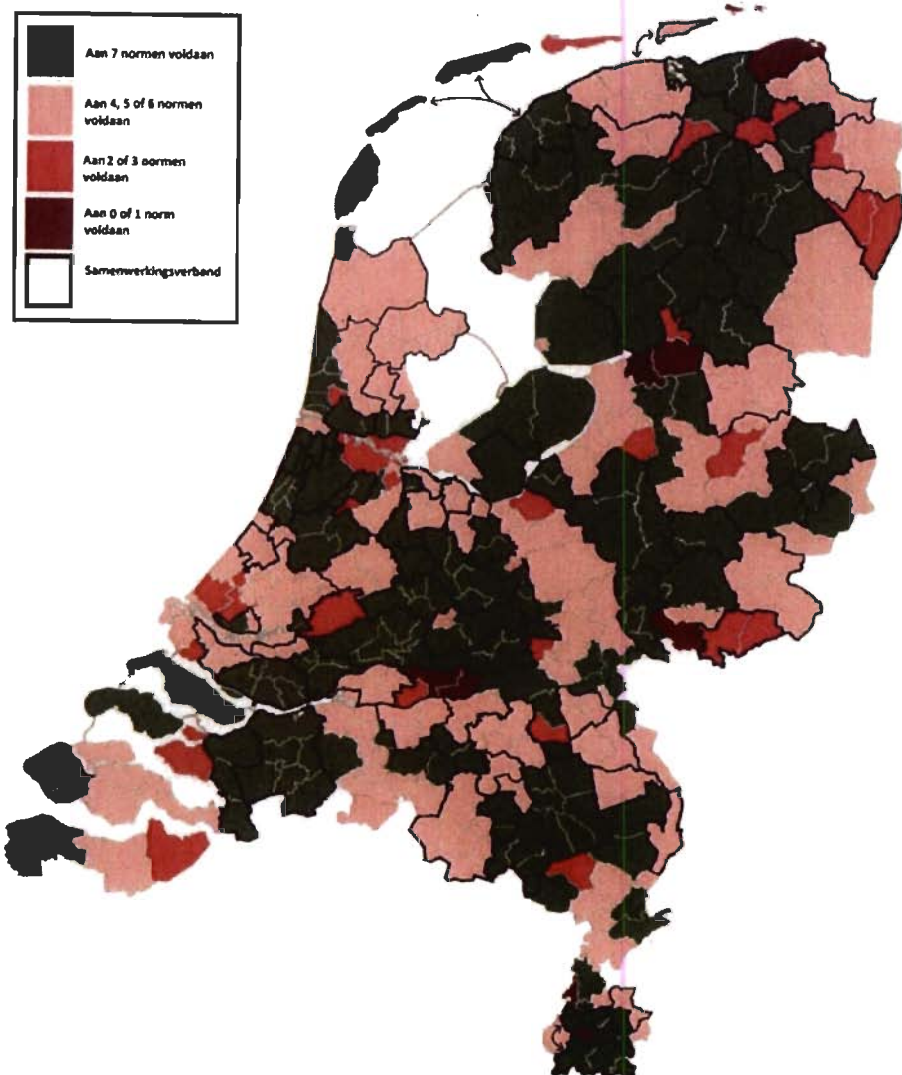 Aan 7 normen voldaan
Aan 4, 5 of 6 normen
voldaan
Aan 2 of 3 normen
voldaan
Aan 0 of 1 norm
voldaan
Samenwerkingsverband